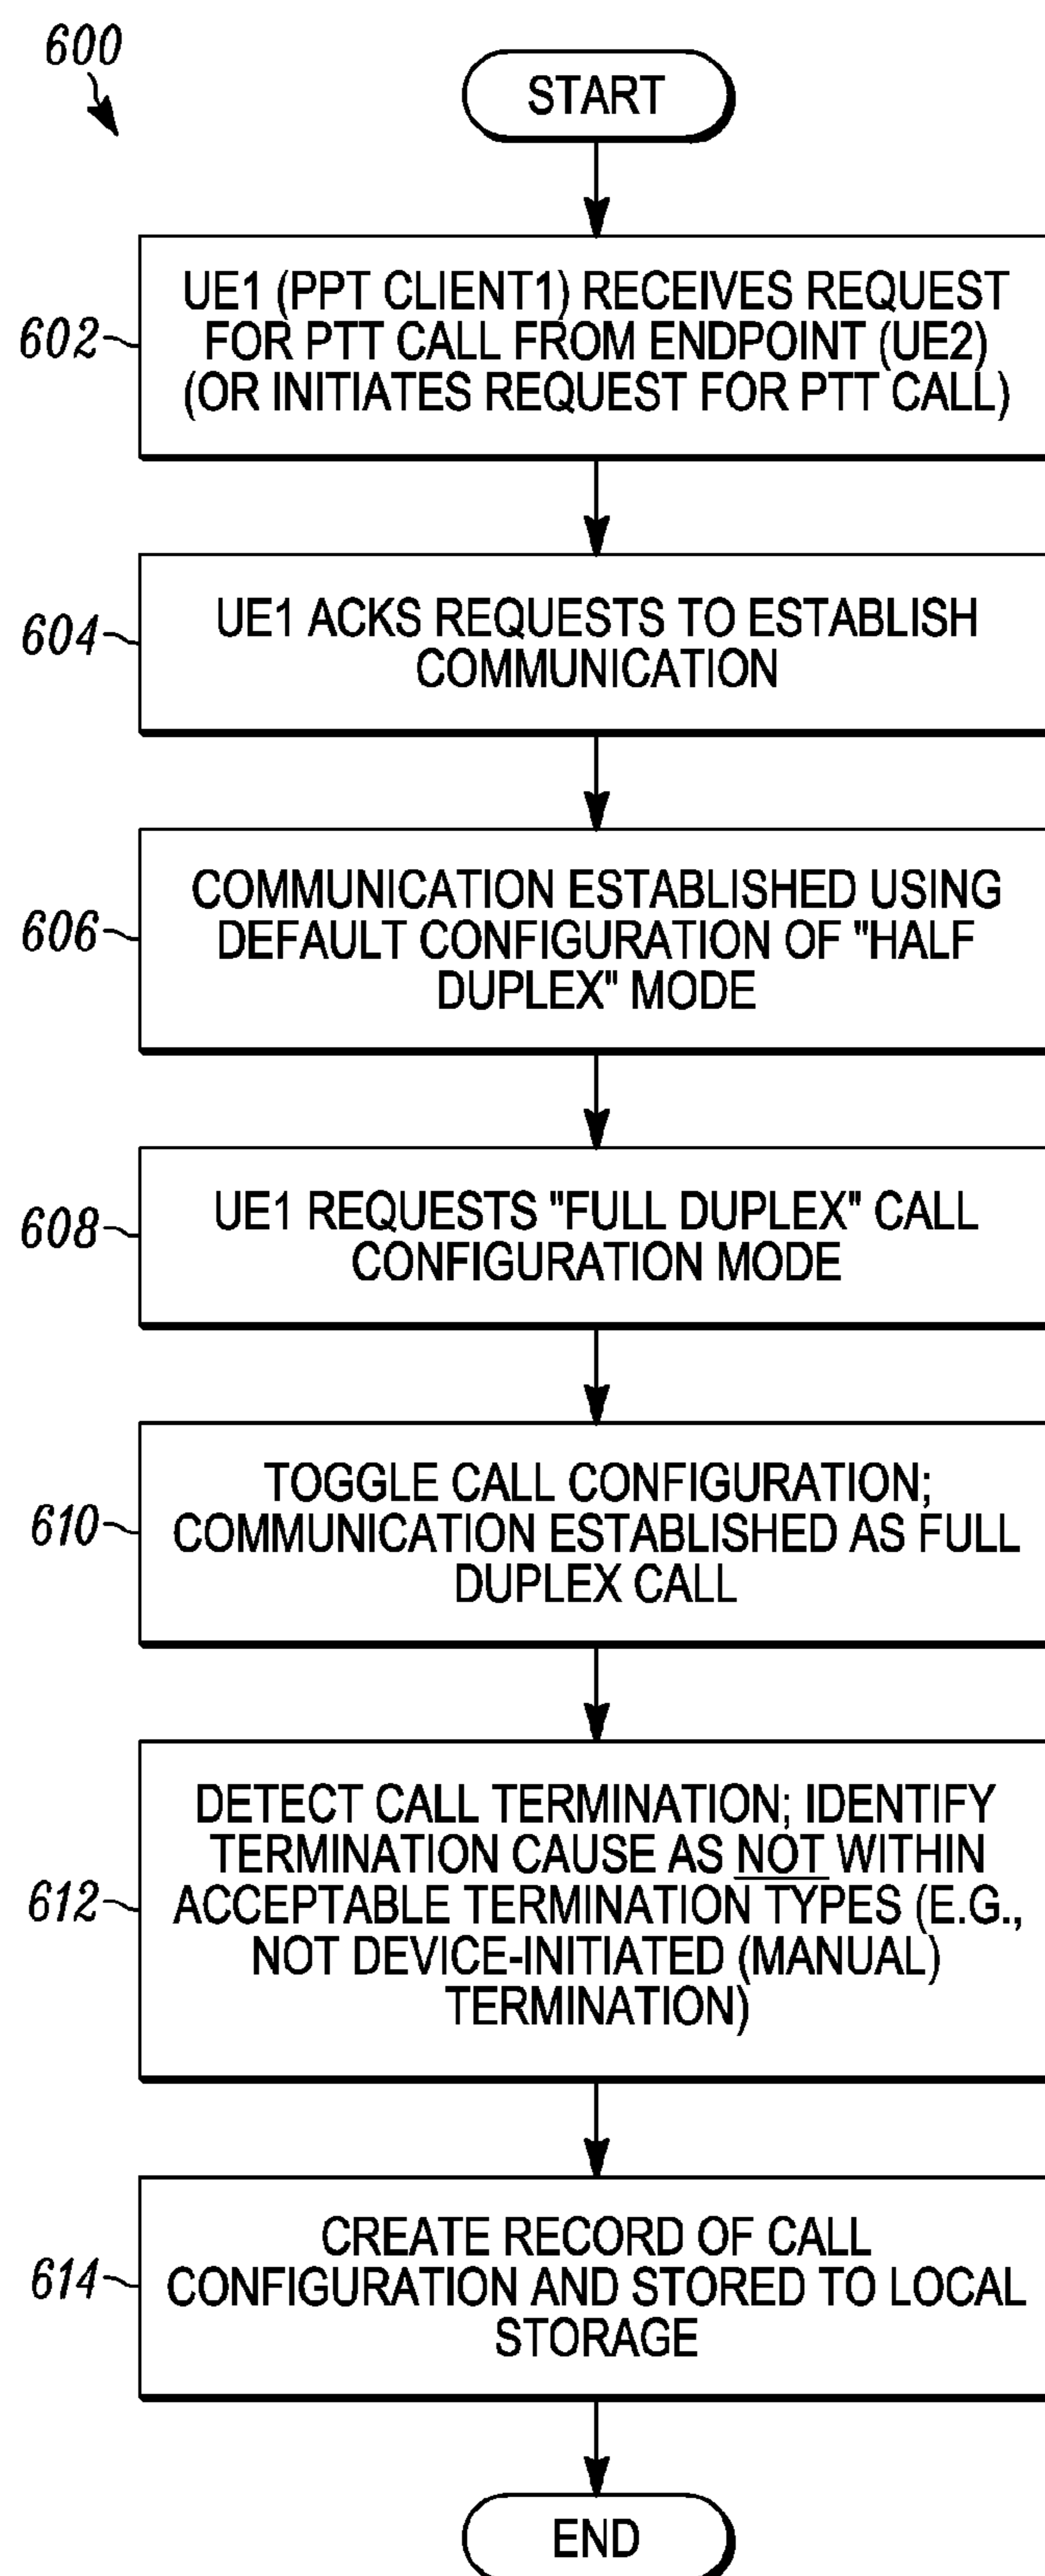 600
START
602
UE1 (PPT CLIENT1) RECEIVES REQUEST
FOR PTT CALL FROM ENDPOINT (UE2)
(OR INITIATES REQUEST FOR PTT CALL)
604
UE1 ACKS REQUESTS TO ESTABLISH
COMMUNICATION
606
COMMUNICATION ESTABLISHED USING
DEFAULT CONFIGURATION OF "HALF
DUPLEX" MODE
608
UE1 REQUESTS "FULL DUPLEX" CALL
CONFIGURATION MODE
610
TOGGLE CALL CONFIGURATION;
COMMUNICATION ESTABLISHED AS FULL
DUPLEX CALL
612
DETECT CALL TERMINATION; IDENTIFY
TERMINATION CAUSE AS NOT WITHIN
ACCEPTABLE TERMINATION TYPES (E.G.,
NOT DEVICE-INITIATED (MANUAL)
TERMINATION)
614
CREATE RECORD OF CALL
CONFIGURATION AND STORED TO LOCAL
STORAGE
END